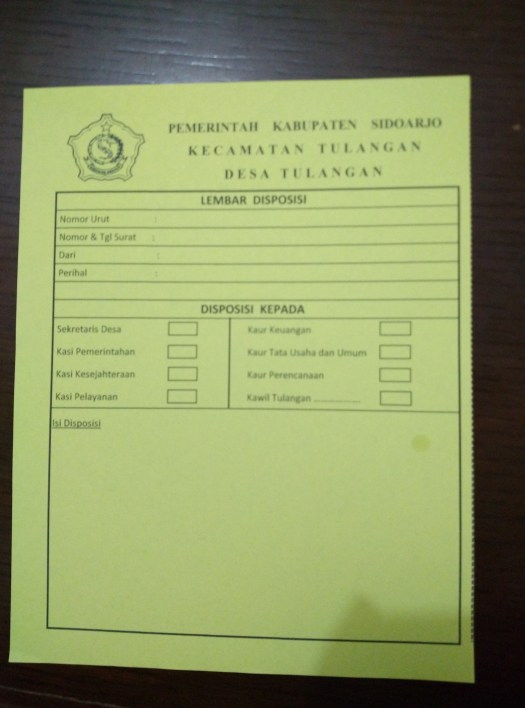 PEMERINTAH KABUPATEN SIDOARJO
KECAMATAN TULANGAN
DESA TULANGAN
LEMBAR DISPOSISI
Nomor Urut :
Nomor & Tgl Surat :
Dari :
Perihal :
DISPOSISI KEPADA
Sekretaris Desa
Kaur Keuangan
Kasi Pemerintahan
Kaur Tata Usaha dan Umum
Kasi Kesejahteraan
Kaur Perencanaan
Kasi Pelayanan
Kawil Tulangan ....................
Isi Disposisi